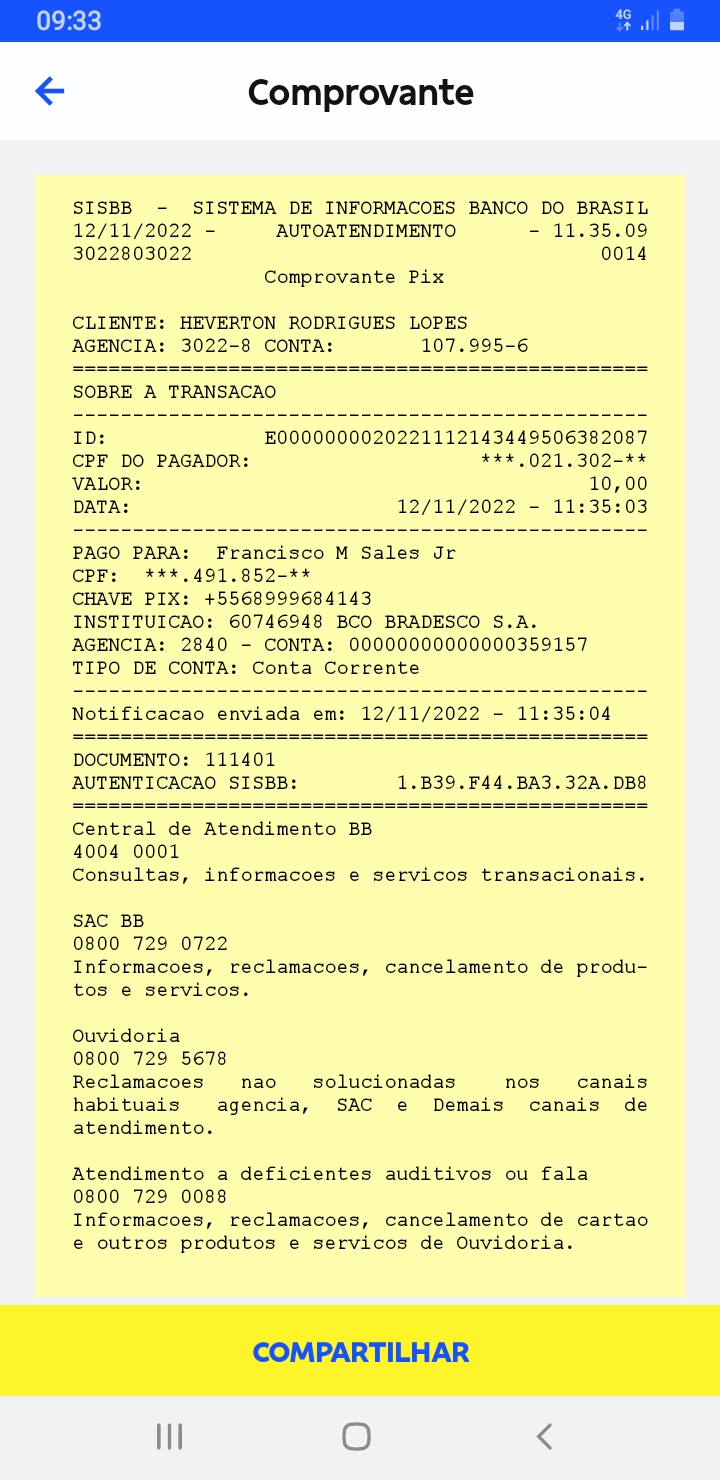 09:33
4G
Comprovante
SISBB - SISTEMA DE INFORMACOES BANCO DO BRASIL
12/11/2022 - AUTOATENDIMENTO - 11.35.09
3022803022 0014
Comprovante Pix
CLIENTE: HEVERTON RODRIGUES LOPES
AGENCIA: 3022-8 CONTA: 107.995-6
================================================
SOBRE A TRANSACAO
------------------------------------------------
ID: E00000000202211121434495​06382087
CPF DO PAGADOR: ***.021.302-**
VALOR: 10,00
DATA: 12/11/2022 - 11:35:03
------------------------------------------------
PAGO PARA: Francisco M Sales Jr
CPF: ***.491.852-**
CHAVE PIX: +5568999684143
INSTITUICAO: 60746948 BCO BRADESCO S.A.
AGENCIA: 2840 - CONTA: 00000000000000359157
TIPO DE CONTA: Conta Corrente
------------------------------------------------
Notificacao enviada em: 12/11/2022 - 11:35:04
================================================
DOCUMENTO: 111401
AUTENTICACAO SISBB: 1.B39.F44.BA3.32A.DB8
================================================
Central de Atendimento BB
4004 0001
Consultas, informacoes e servicos transacionais.
SAC BB
0800 729 0722
Informacoes, reclamacoes, cancelamento de produ-
tos e servicos.
Ouvidoria
0800 729 5678
Reclamacoes nao solucionadas nos canais
habituais agencia, SAC e Demais canais de
atendimento.
Atendimento a deficientes auditivos ou fala
0800 729 0088
Informacoes, reclamacoes, cancelamento de cartao
e outros produtos e servicos de Ouvidoria.
COMPARTILHAR